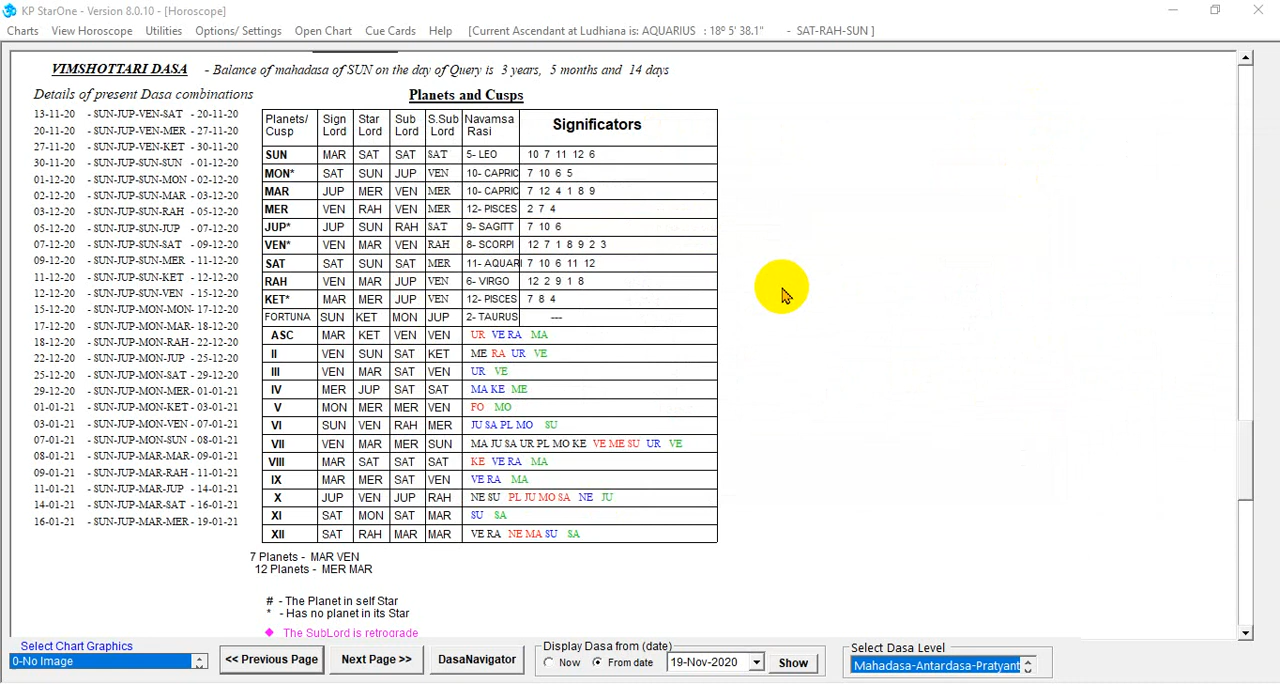 KP StarOne - Version 8.0.10 - [Horoscope]
Charts View Horoscope Utilities Options/ Settings Open Chart Cue Cards Help [Current Ascendant at Ludhiana is: AQUARIUS : 18º 5' 38.1" - SAT-RAH-SUN ]
VIMSHOTTARI DASA - Balance of mahadasa of SUN on the day of Query is 3 years, 5 months and 14 days
Details of present Dasa combinations
13-11-20 - SUN-JUP-VEN-SAT - 20-11-20
20-11-20 - SUN-JUP-VEN-MER - 27-11-20
27-11-20 - SUN-JUP-VEN-KET - 30-11-20
30-11-20 - SUN-JUP-SUN-SUN - 01-12-20
01-12-20 - SUN-JUP-SUN-MON - 02-12-20
02-12-20 - SUN-JUP-SUN-MAR - 03-12-20
03-12-20 - SUN-JUP-SUN-RAH - 05-12-20
05-12-20 - SUN-JUP-SUN-JUP - 07-12-20
07-12-20 - SUN-JUP-SUN-SAT - 09-12-20
09-12-20 - SUN-JUP-SUN-MER - 11-12-20
11-12-20 - SUN-JUP-SUN-KET - 12-12-20
12-12-20 - SUN-JUP-SUN-VEN - 15-12-20
15-12-20 - SUN-JUP-MON-MON - 17-12-20
17-12-20 - SUN-JUP-MON-MAR - 18-12-20
18-12-20 - SUN-JUP-MON-RAH - 22-12-20
22-12-20 - SUN-JUP-MON-JUP - 25-12-20
25-12-20 - SUN-JUP-MON-SAT - 29-12-20
29-12-20 - SUN-JUP-MON-MER - 01-01-21
01-01-21 - SUN-JUP-MON-KET - 03-01-21
03-01-21 - SUN-JUP-MON-VEN - 07-01-21
07-01-21 - SUN-JUP-MON-SUN - 08-01-21
08-01-21 - SUN-JUP-MAR-MAR - 09-01-21
09-01-21 - SUN-JUP-MAR-RAH - 11-01-21
11-01-21 - SUN-JUP-MAR-JUP - 14-01-21
14-01-21 - SUN-JUP-MAR-SAT - 16-01-21
16-01-21 - SUN-JUP-MAR-MER - 19-01-21
Planets and Cusps
Planets/ Sign Star Sub S.Sub Navamsa Significators
Cusp Lord Lord Lord Lord Rasi
SUN MAR SAT SAT SAT 5- LEO 10 7 11 12 6
MON* SAT SUN JUP VEN 10- CAPRIC 7 10 6 5
MAR JUP MER VEN MER 10- CAPRIC 7 12 4 1 8 9
MER VEN RAH VEN MER 12- PISCES 2 7 4
JUP* JUP SUN RAH SAT 9- SAGITT 7 10 6
VEN* VEN MAR VEN RAH 8- SCORPI 12 7 1 8 9 2 3
SAT SAT SUN SAT MER 11- AQUARI 7 10 6 11 12
RAH VEN MAR JUP VEN 6- VIRGO 12 2 9 1 8
KET* MAR MER JUP VEN 12- PISCES 7 8 4
FORTUNA SUN KET MON JUP 2- TAURUS ---
ASC MAR KET VEN VEN UR VE RA MA
II VEN SUN SAT KET ME RA UR VE
III VEN MAR SAT VEN UR VE
IV MER JUP SAT SAT MA KE ME
V MON MER MER VEN FO MO
VI SUN VEN RAH MER JU SA PL MO SU
VII VEN MAR MER SUN MA JU SA UR PL MO KE VE ME SU UR VE
VIII MAR SAT SAT SAT KE VE RA MA
IX MAR MER SAT VEN VE RA MA
X JUP VEN JUP RAH NE SU PL JU MO SA NE JU
XI SAT MON SAT MAR SU SA
XII SAT RAH MAR MAR VE RA NE MA SU SA
7 Planets - MAR VEN
12 Planets - MER MAR
# - The Planet in self Star
* - Has no planet in its Star
◆ The SubLord is retrograde
Select Chart Graphics
0-No Image
<< Previous Page
Next Page >>
DasaNavigator
Display Dasa from (date)
Now From date 19-Nov-2020 Show
Select Dasa Level
Mahadasa-Antardasa-Pratyant